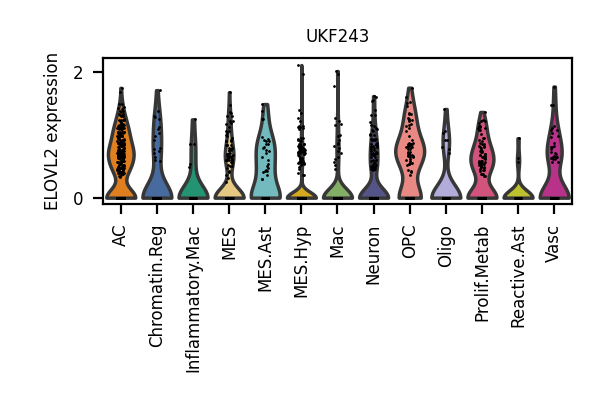 UKF243
ELOVL2 expression
2
0
AC
Chromatin.Reg
Inflammatory.Mac
MES
MES.Ast
MES.Hyp
Mac
Neuron
OPC
Oligo
Prolif.Metab
Reactive.Ast
Vasc